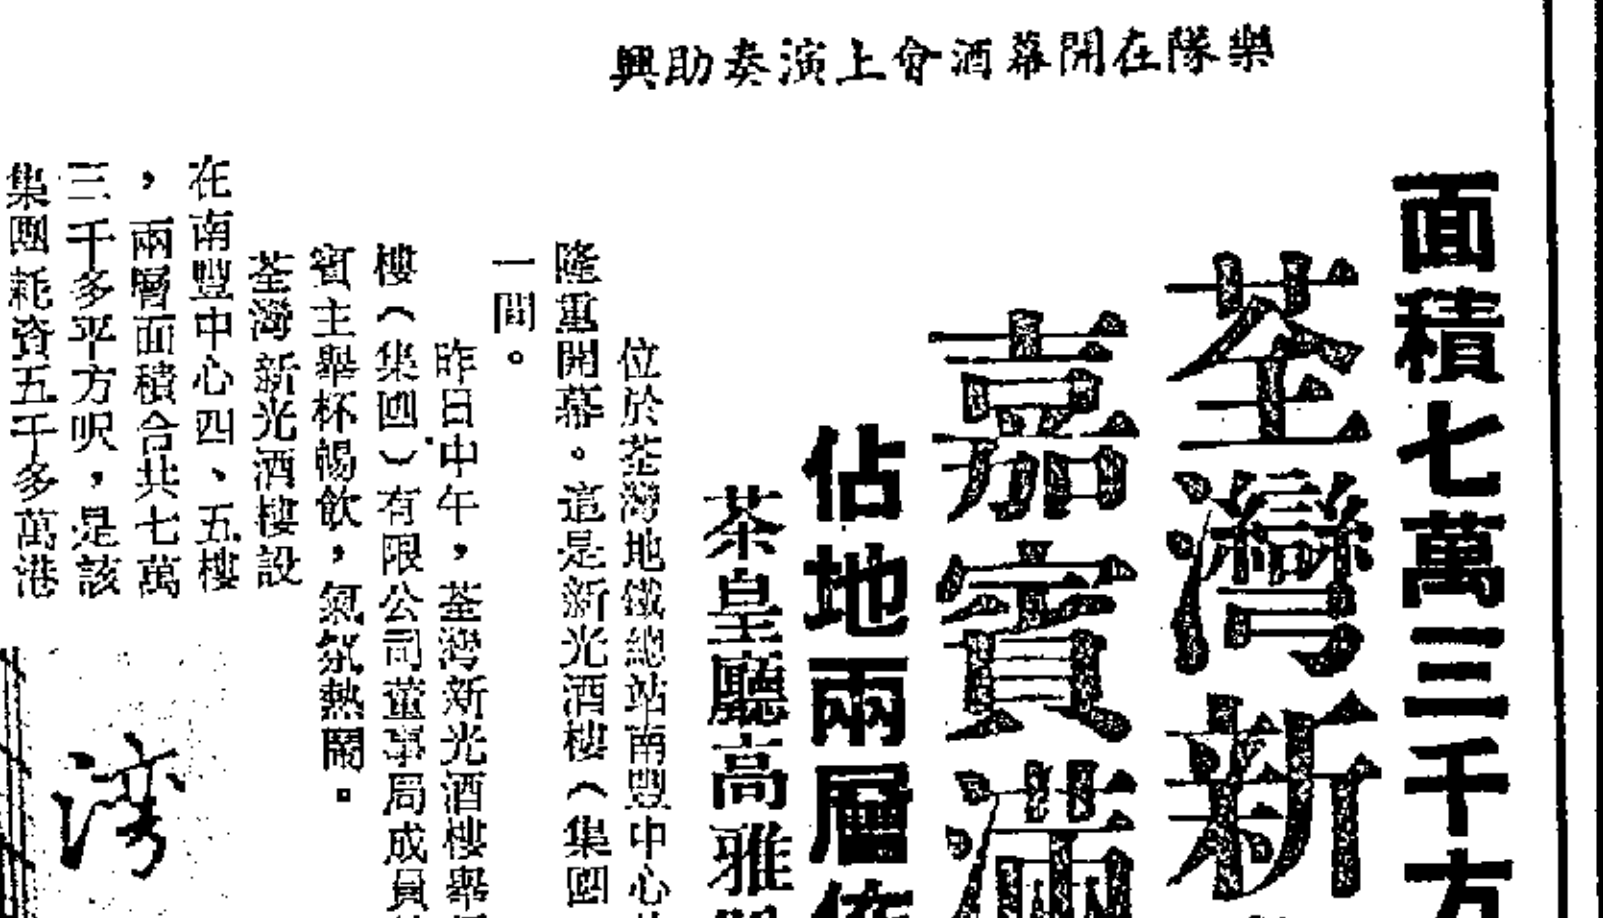 樂隊在開幕酒會上演奏助興
面積七萬三千方
荃灣新
嘉賓滿
佔地兩層
茶皇廳高雅
位於荃灣地鐵總站南豐中心
隆重開幕。這是新光酒樓（集團
一間。
昨日中午，荃灣新光酒樓舉
樓（集團）有限公司董事局成員
賓主舉杯暢飲，氣氛熱鬧。
荃灣新光酒樓設
在南豐中心四、五樓
，兩層面積合共七萬
三千多平方呎，是該
集團耗資五千多萬港
湾